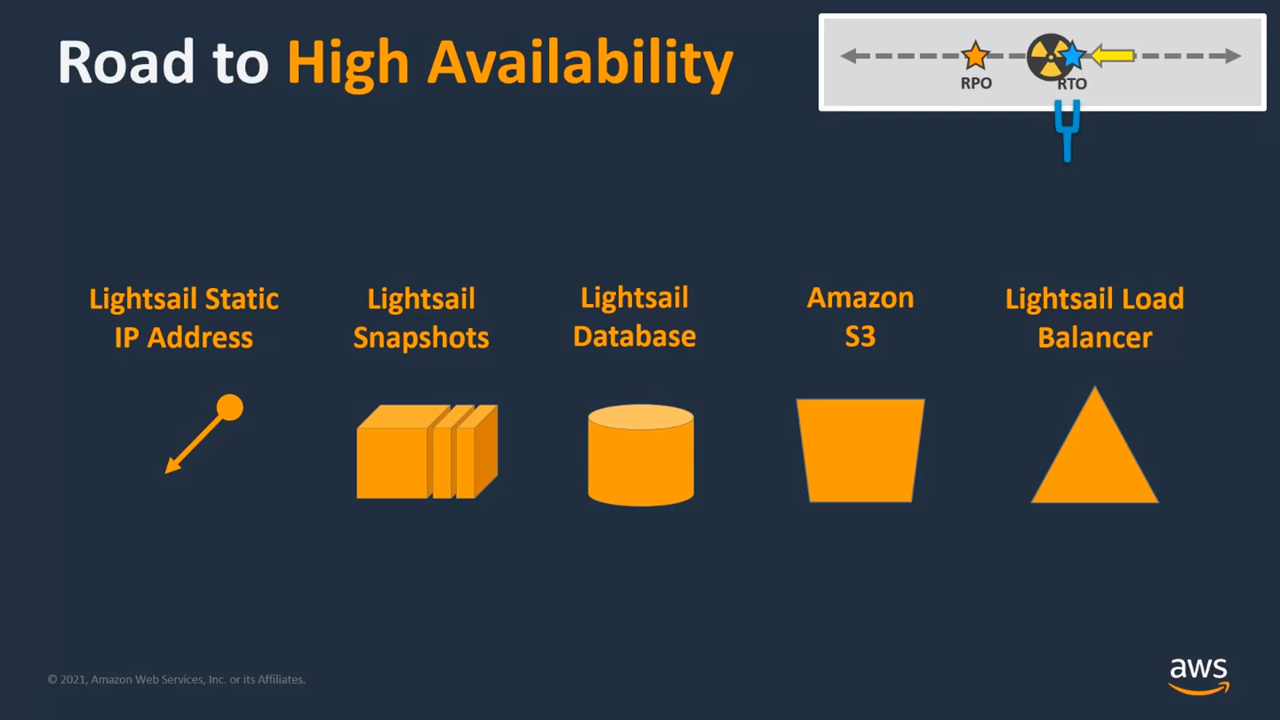 Road to High Availability
RPO
RTO
Lightsail Static
IP Address
Lightsail
Snapshots
Lightsail
Database
Amazon
S3
Lightsail Load
Balancer
© 2021, Amazon Web Services, Inc. or its Affiliates.
aws